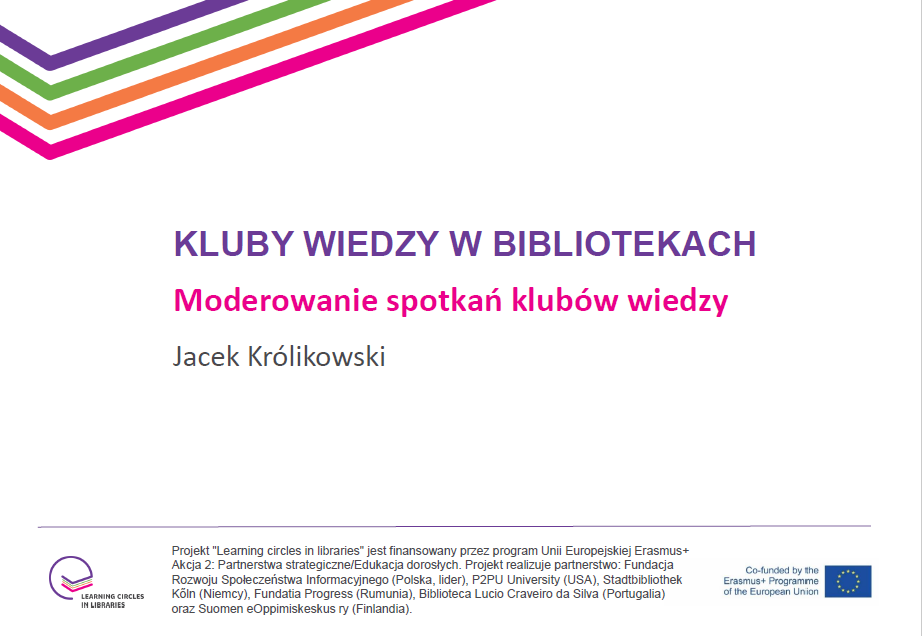 KLUBY WIEDZY W BIBLIOTEKACH
Moderowanie spotkań klubów wiedzy
Jacek Królikowski
Projekt "Learning circles in libraries" jest finansowany przez program Unii Europejskiej Erasmus+
Akcja 2: Partnerstwa strategiczne/Edukacja dorosłych. Projekt realizuje partnerstwo: Fundacja
Rozwoju Społeczeństwa Informacyjnego (Polska, lider), P2PU University (USA), Stadtbibliothek
Kőln (Niemcy), Fundatia Progress (Rumunia), Biblioteca Lucio Craveiro da Silva (Portugalia)
oraz Suomen eOppimiskeskus ry (Finlandia).
LEARNING CIRCLES
IN LIBRARIES
Co-funded by the
Erasmus+ Programme
of the European Union